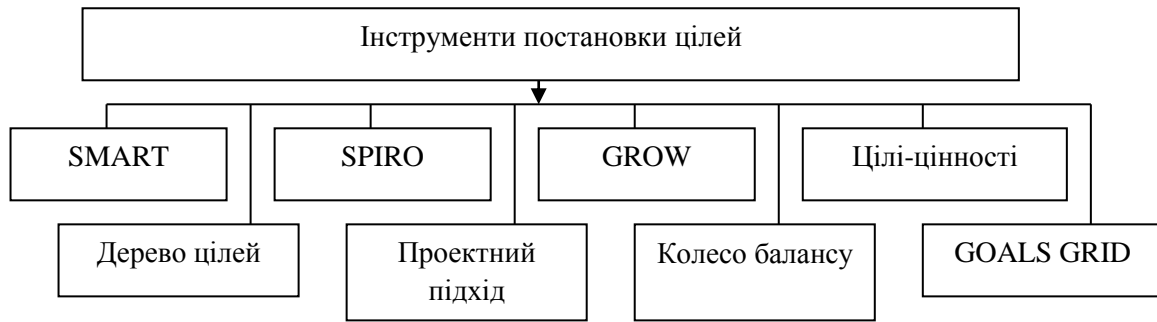 Інструменти постановки цілей
SMART
SPIRO
GROW
Цілі-цінності
Дерево цілей
Проектний
підхід
Колесо балансу
GOALS GRID